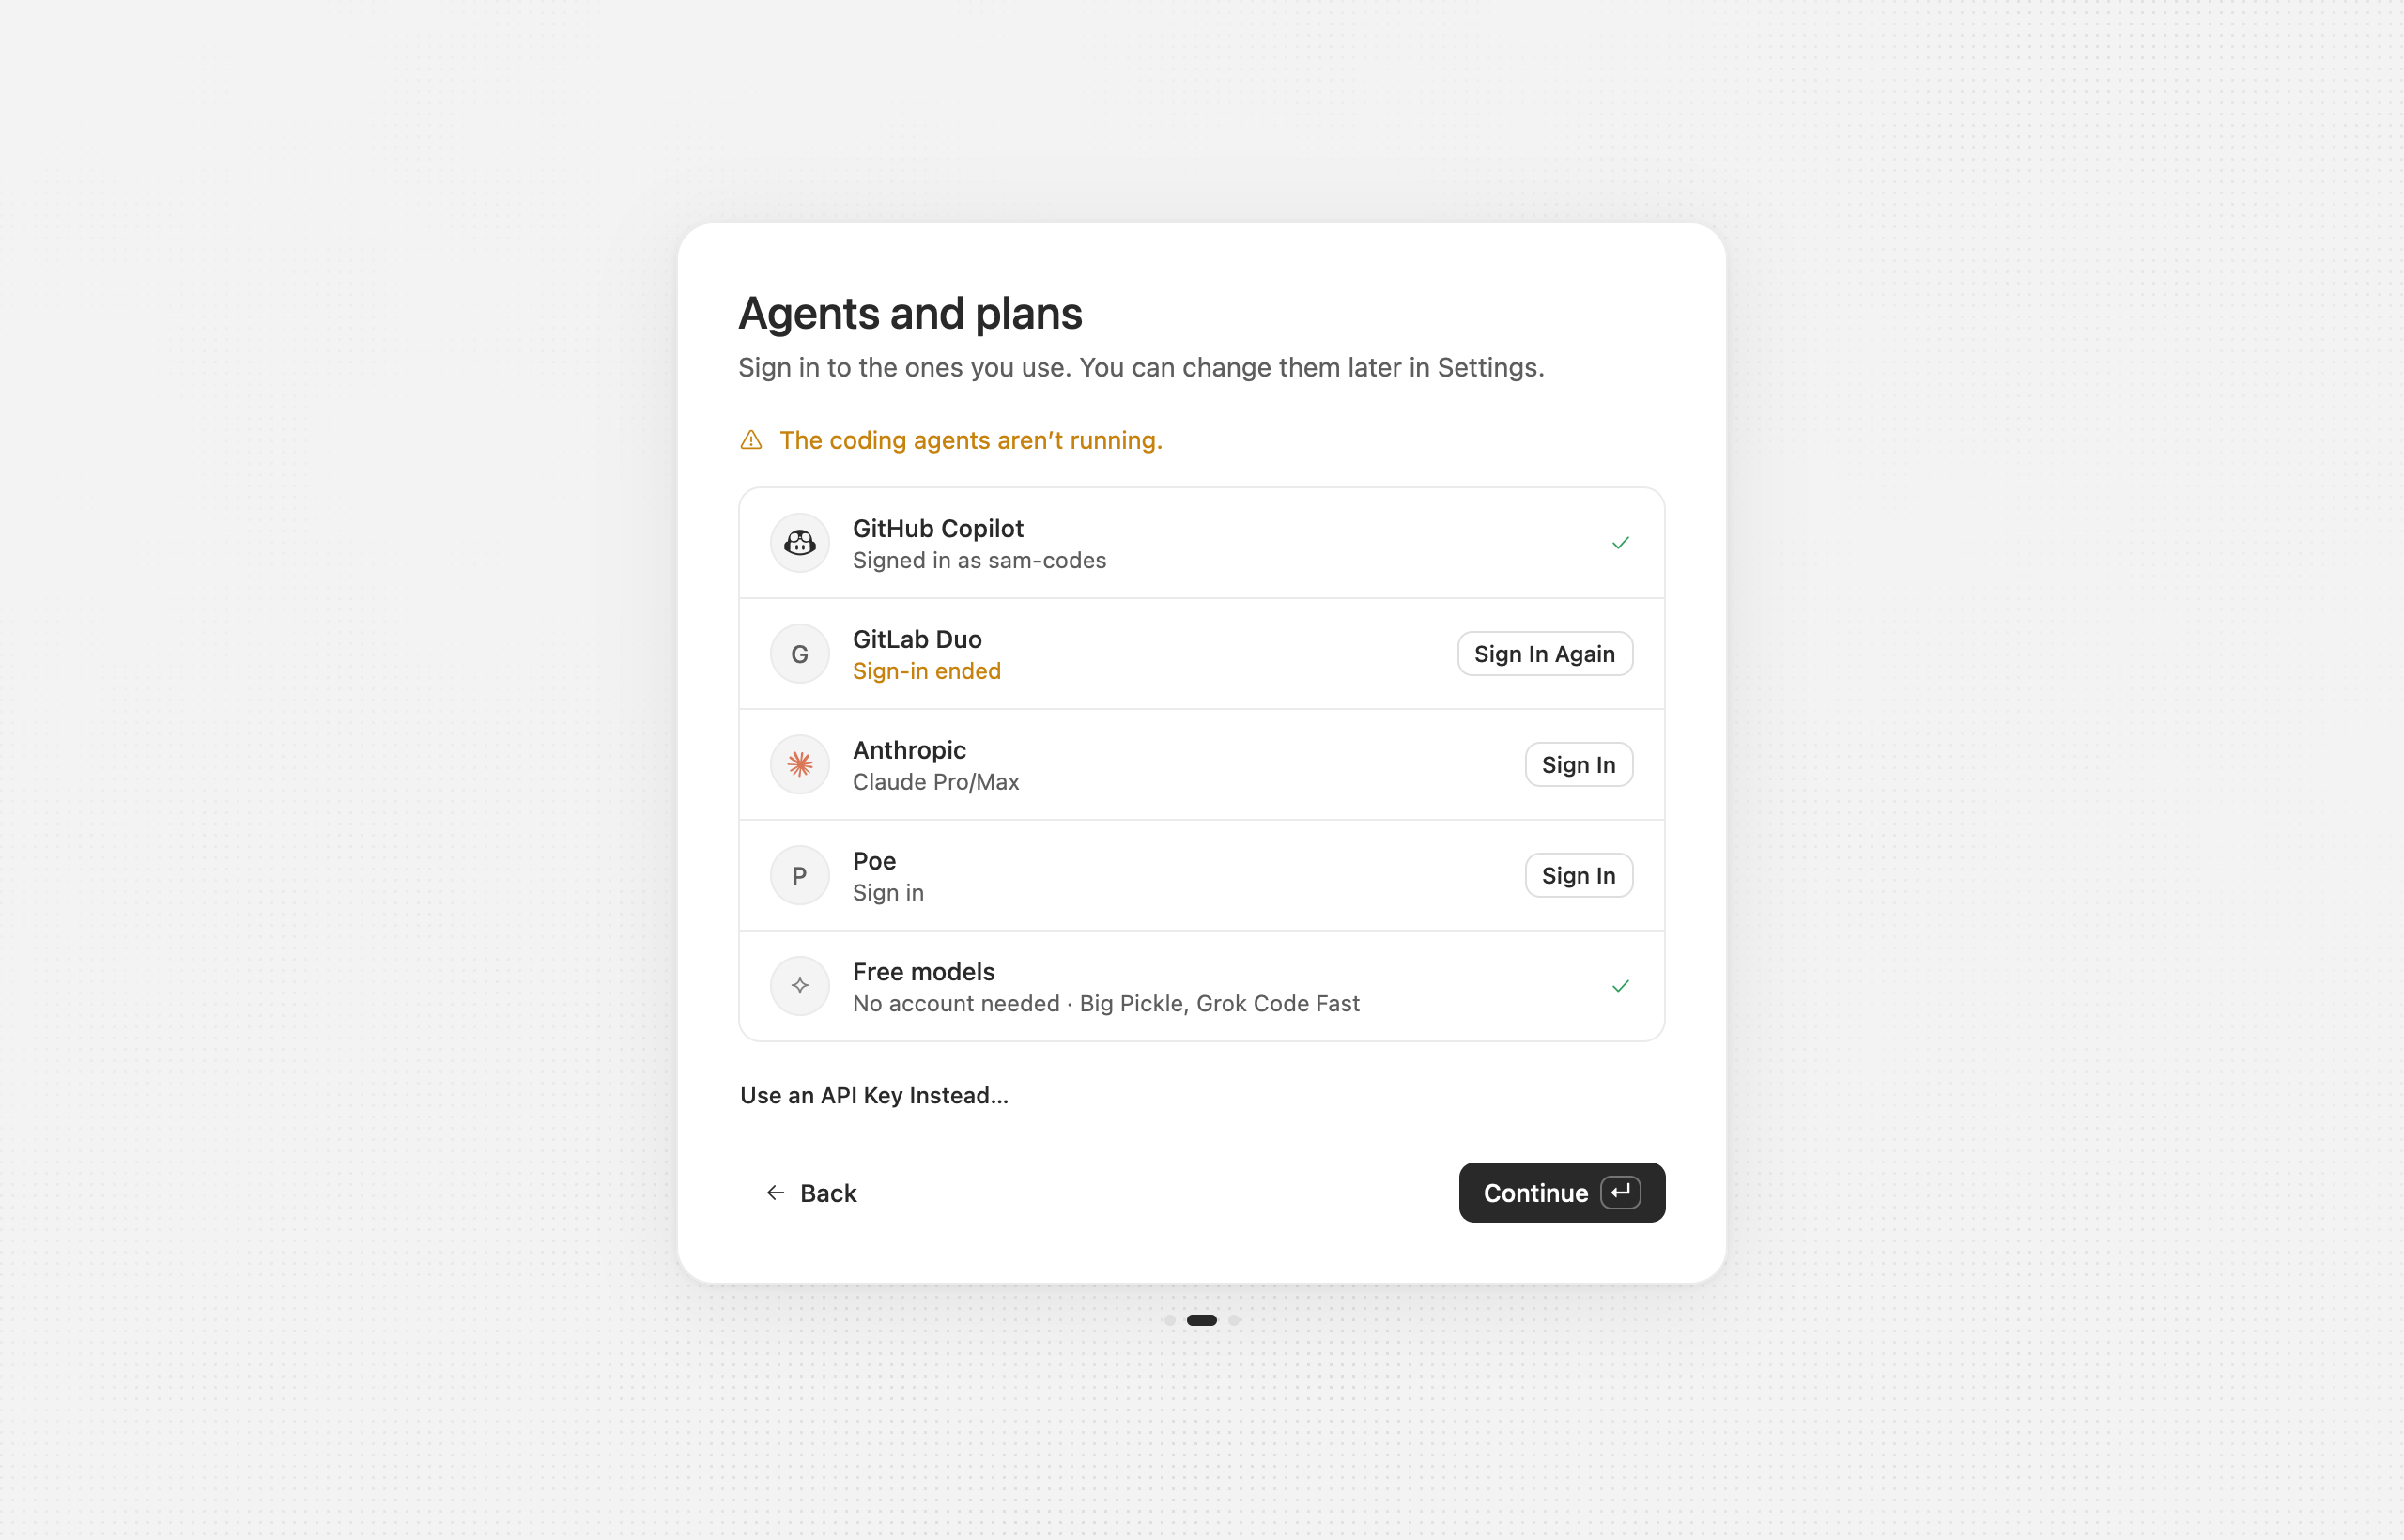 Agents and plans
Sign in to the ones you use. You can change them later in Settings.
The coding agents aren’t running.
GitHub Copilot
Signed in as sam-codes
G
GitLab Duo
Sign-in ended
Sign In Again
Anthropic
Claude Pro/Max
Sign In
P
Poe
Sign in
Sign In
Free models
No account needed · Big Pickle, Grok Code Fast
Use an API Key Instead...
Back
Continue